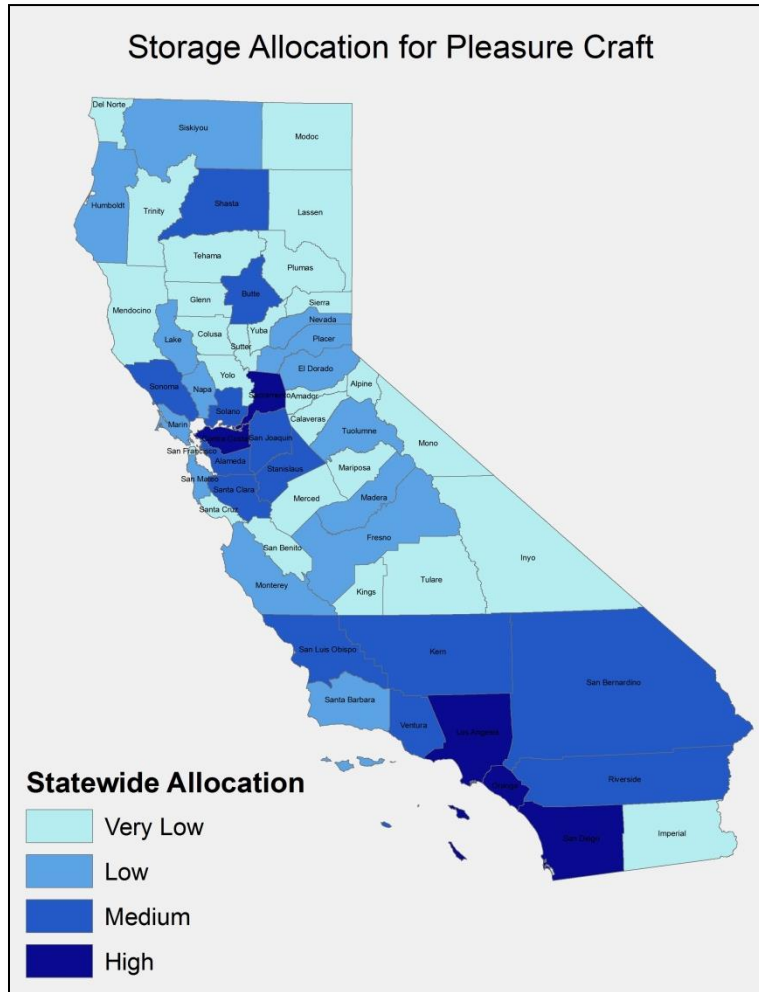 Storage Allocation for Pleasure Craft
Del Norte
Siskiyou
Modoc
Humboldt
Trinity
Shasta
Lassen
Tehama
Plumas
Mendocino
Glenn
Butte
Sierra
Lake
Colusa
Sutter
Yuba
Nevada
Placer
Yolo
El Dorado
Sonoma
Napa
Sacramento
Amador
Alpine
Solano
Calaveras
Marin
Contra Costa
San Joaquin
Tuolumne
Mono
San Francisco
Alameda
Stanislaus
Mariposa
San Mateo
Santa Clara
Merced
Madera
Santa Cruz
Fresno
San Benito
Inyo
Monterey
Kings
Tulare
San Luis Obispo
Kern
San Bernardino
Santa Barbara
Ventura
Los Angeles
Orange
Riverside
San Diego
Imperial
Statewide Allocation
Very Low
Low
Medium
High